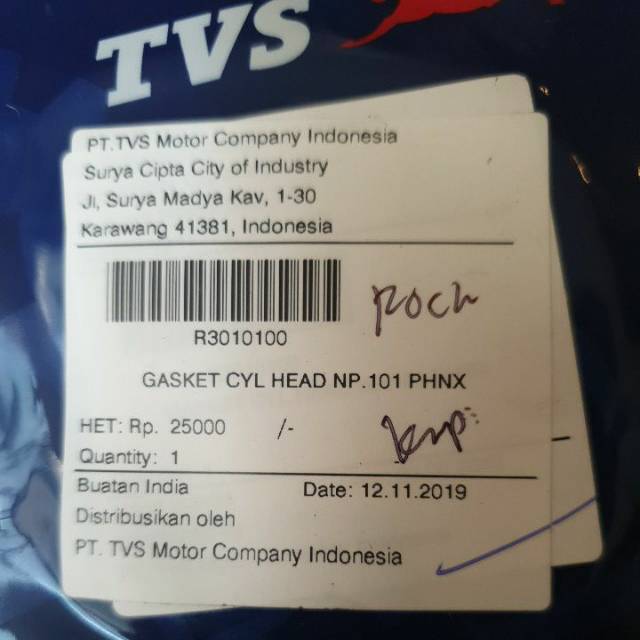 TVS
PT.TVS Motor Company Indonesia
Surya Cipta City of Industry
Jl, Surya Madya Kav, 1-30
Karawang 41381, Indonesia
R3010100
GASKET CYL HEAD NP.101 PHNX
HET: Rp. 25000 /-
Quantity: 1
Buatan India Date: 12.11.2019
Distribusikan oleh
PT. TVS Motor Company Indonesia